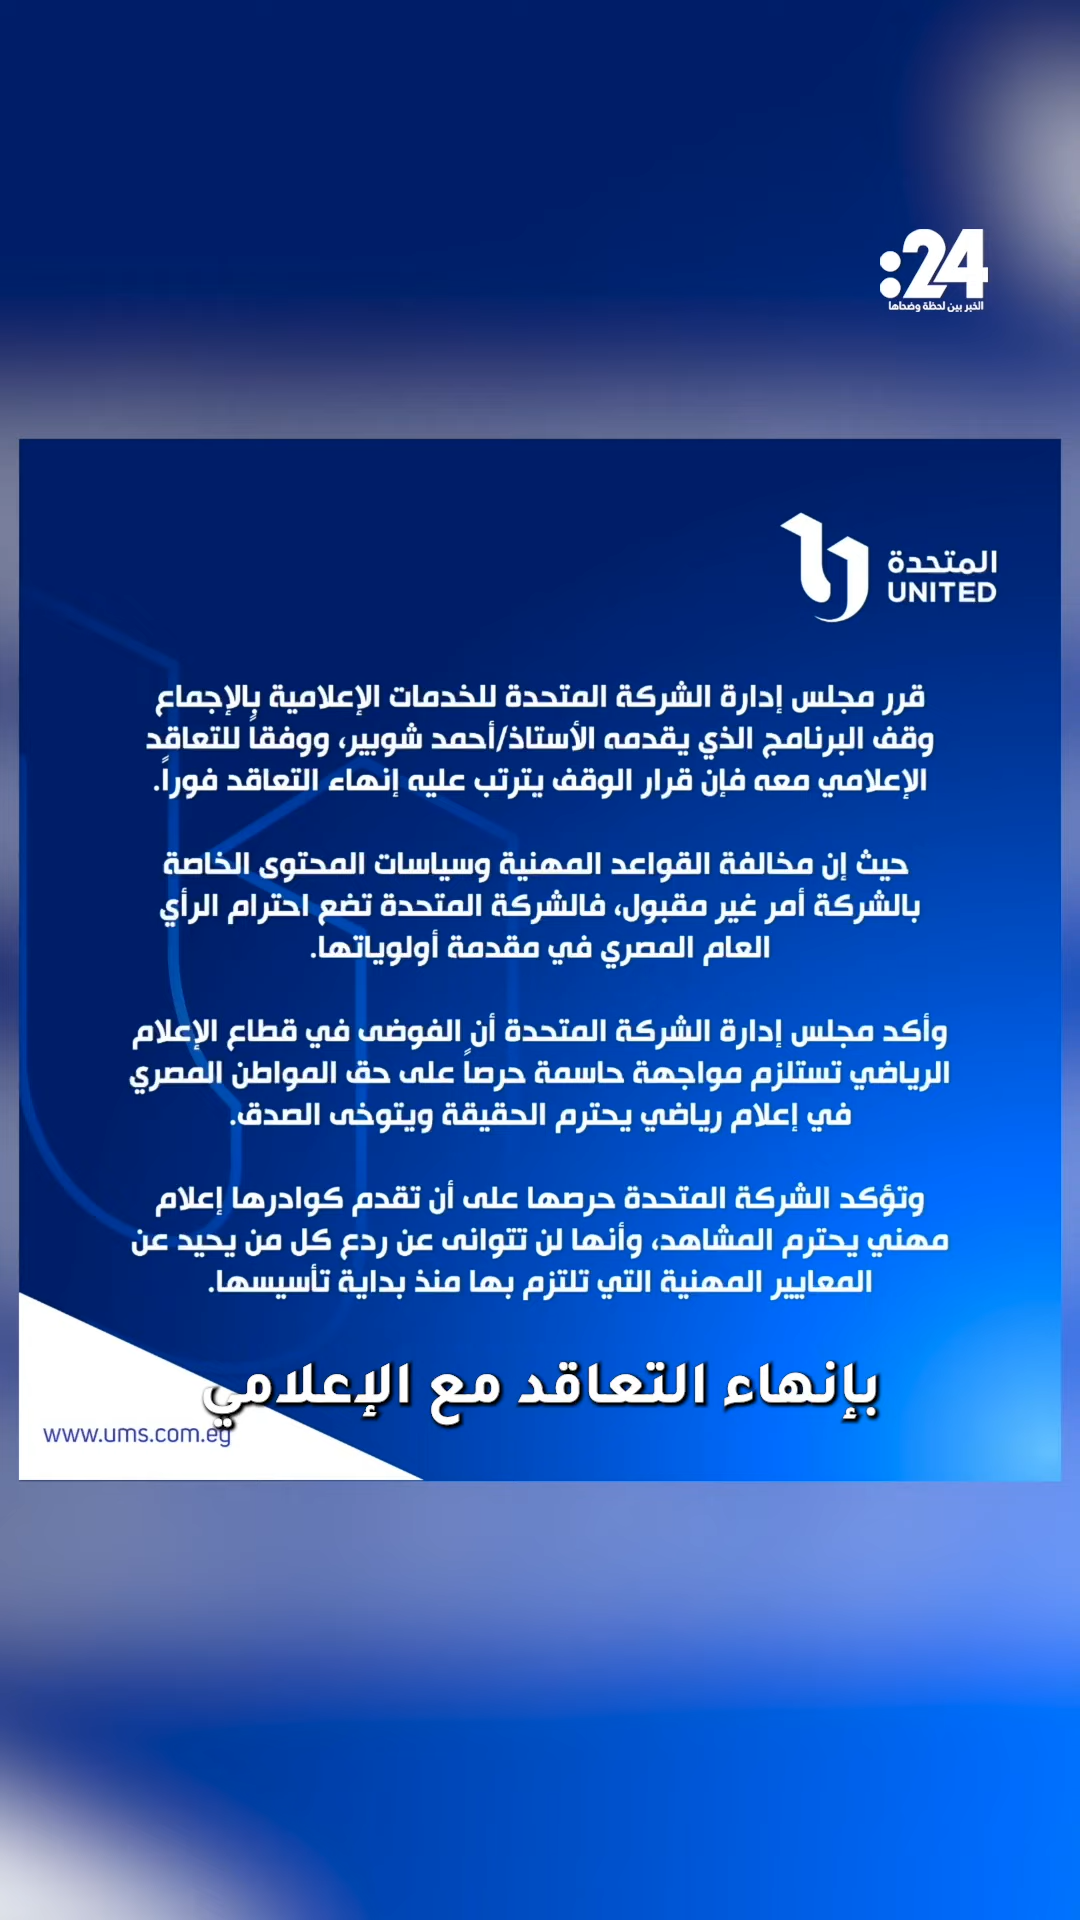 :24
الخبر بين لحظة وضحاها
المتحدة
UNITED
قرر مجلس إدارة الشركة المتحدة للخدمات الإعلامية بالإجماع
وقف البرنامج الذي يقدمه الأستاذ/أحمد شوبير، ووفقاً للتعاقد
الإعلامي معه فإن قرار الوقف يترتب عليه إنهاء التعاقد فوراً.
حيث إن مخالفة القواعد المهنية وسياسات المحتوى الخاصة
بالشركة أمر غير مقبول، فالشركة المتحدة تضع احترام الرأي
العام المصري في مقدمة أولوياتها.
وأكد مجلس إدارة الشركة المتحدة أن الفوضى في قطاع الإعلام
الرياضي تستلزم مواجهة حاسمة حرصاً على حق المواطن المصري
في إعلام رياضي يحترم الحقيقة ويتوخى الصدق.
وتؤكد الشركة المتحدة حرصها على أن تقدم كوادرها إعلام
مهني يحترم المشاهد، وأنها لن تتوانى عن ردع كل من يحيد عن
المعايير المهنية التي تلتزم بها منذ بداية تأسيسها.
بإنهاء التعاقد مع الإعلامي
www.ums.com.eg